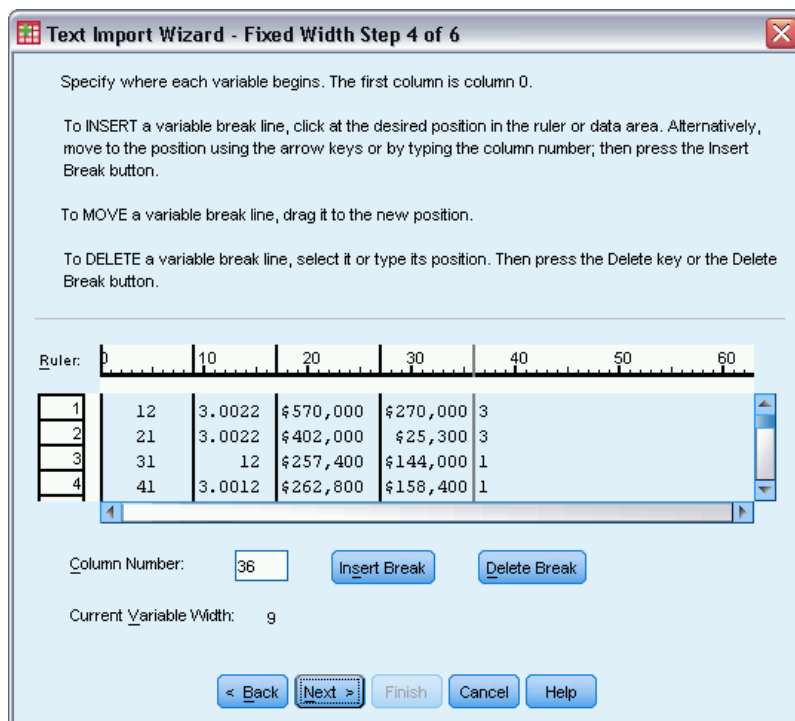 Text Import Wizard - Fixed Width Step 4 of 6
Specify where each variable begins. The first column is column 0.
To INSERT a variable break line, click at the desired position in the ruler or data area. Alternatively,
move to the position using the arrow keys or by typing the column number; then press the Insert
Break button.
To MOVE a variable break line, drag it to the new position.
To DELETE a variable break line, select it or type its position. Then press the Delete key or the Delete
Break button.
Ruler: 0 10 20 30 40 50 60
1 12 3.0022 $570,000 $270,000 3
2 21 3.0022 $402,000 $25,300 3
3 31 12 $257,400 $144,000 1
4 41 3.0012 $262,800 $158,400 1
Column Number: 36 Insert Break Delete Break
Current Variable Width: 9
< Back Next > Finish Cancel Help